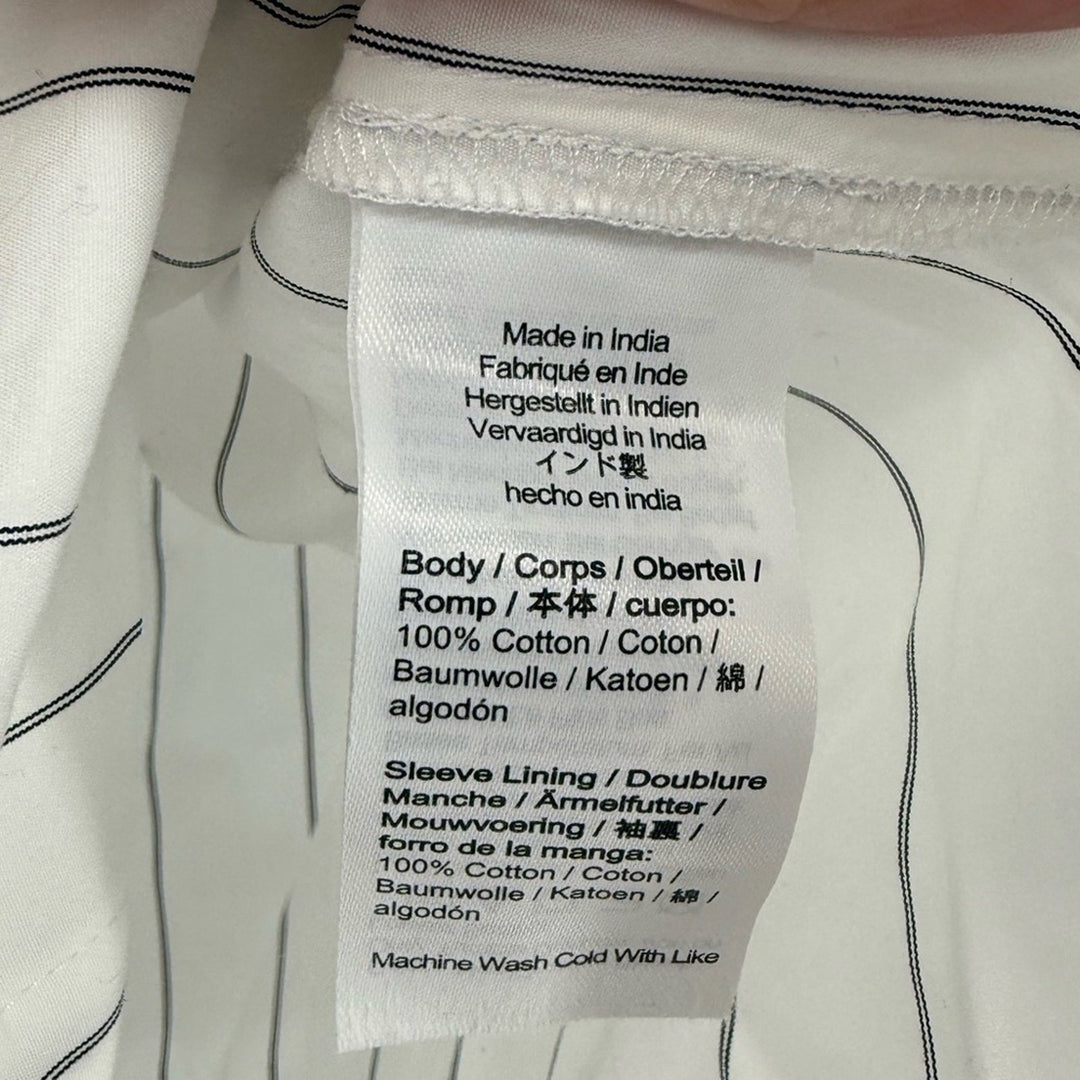 Made in India
Fabriqué en Inde
Hergestellt in Indien
Vervaardigd in India
インド製
hecho en india
Body / Corps / Oberteil /
Romp / 本体 / cuerpo:
100% Cotton / Coton /
Baumwolle / Katoen / 綿 /
algodón
Sleeve Lining / Doublure
Manche / Ärmelfutter /
Mouwvoering / 袖裏 /
forro de la manga:
100% Cotton / Coton /
Baumwolle / Katoen / 綿 /
algodón
Machine Wash Cold With Like